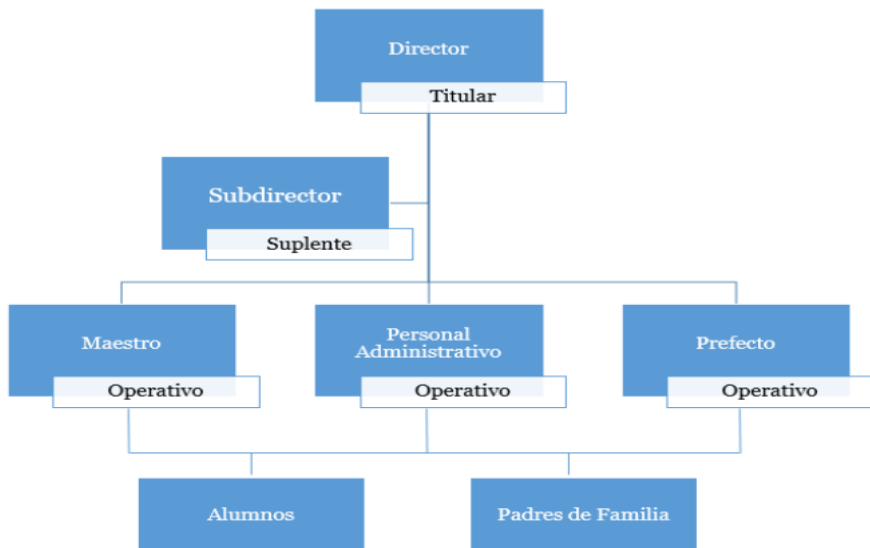 Director
Titular
Subdirector
Suplente
Maestro
Operativo
Personal
Administrativo
Operativo
Prefecto
Operativo
Alumnos
Padres de Familia